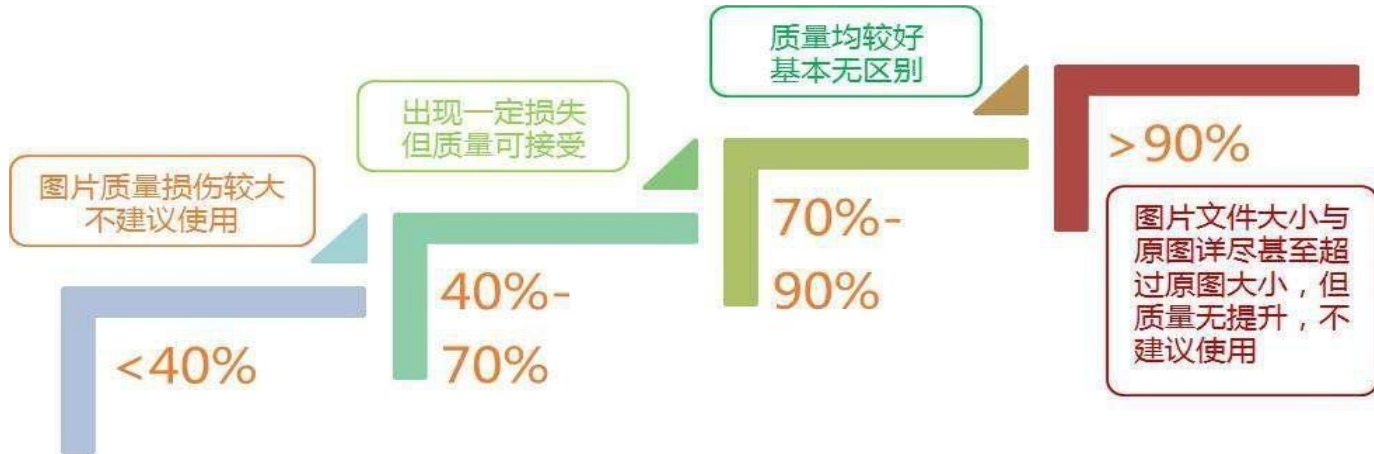 图片质量损伤较大
不建议使用
<40%
出现一定损失
但质量可接受
40%-
70%
质量均较好
基本无区别
70%-
90%
>90%
图片文件大小与
原图详尽甚至超
过原图大小，但
质量无提升，不
建议使用